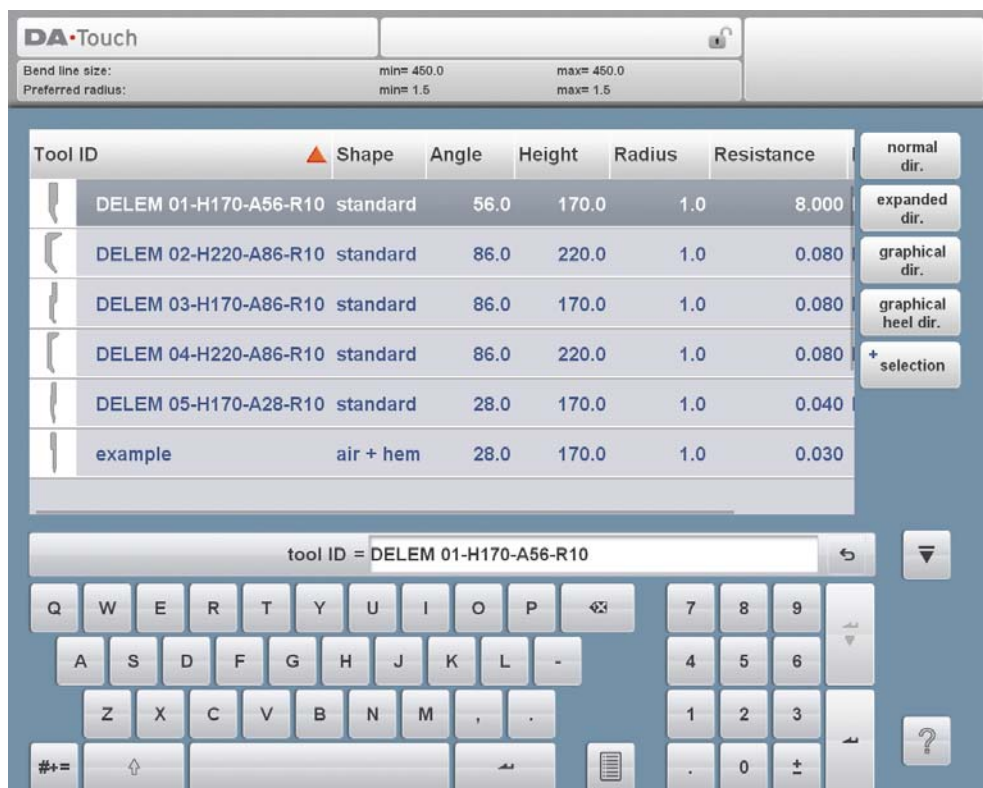 DA·Touch
Bend line size: min= 450.0 max= 450.0
Preferred radius: min= 1.5 max= 1.5
Tool ID Shape Angle Height Radius Resistance
DELEM 01-H170-A56-R10 standard 56.0 170.0 1.0 8.000
DELEM 02-H220-A86-R10 standard 86.0 220.0 1.0 0.080
DELEM 03-H170-A86-R10 standard 86.0 170.0 1.0 0.080
DELEM 04-H220-A86-R10 standard 86.0 220.0 1.0 0.080
DELEM 05-H170-A28-R10 standard 28.0 170.0 1.0 0.040
example air + hem 28.0 170.0 1.0 0.030
normal
dir.
expanded
dir.
graphical
dir.
graphical
heel dir.
+ selection
tool ID = DELEM 01-H170-A56-R10
Q W E R T Y U I O P 7 8 9
A S D F G H J K L - 4 5 6
Z X C V B N M , . 1 2 3
#+= . 0 ±
?